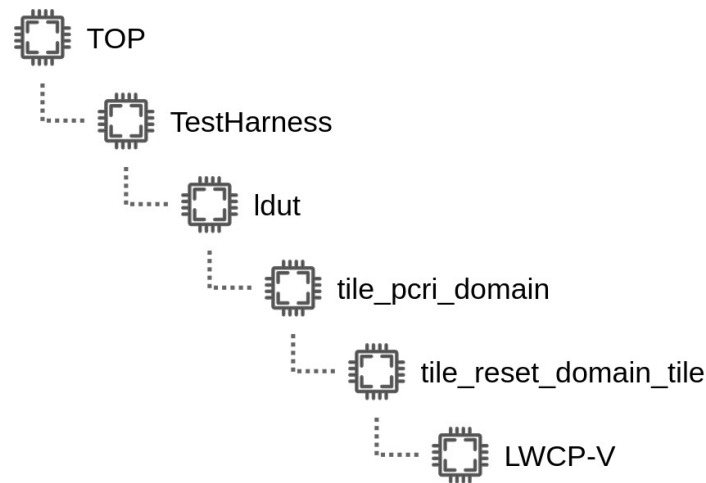 TOP
TestHarness
ldut
tile_pcri_domain
tile_reset_domain_tile
LWCP-V